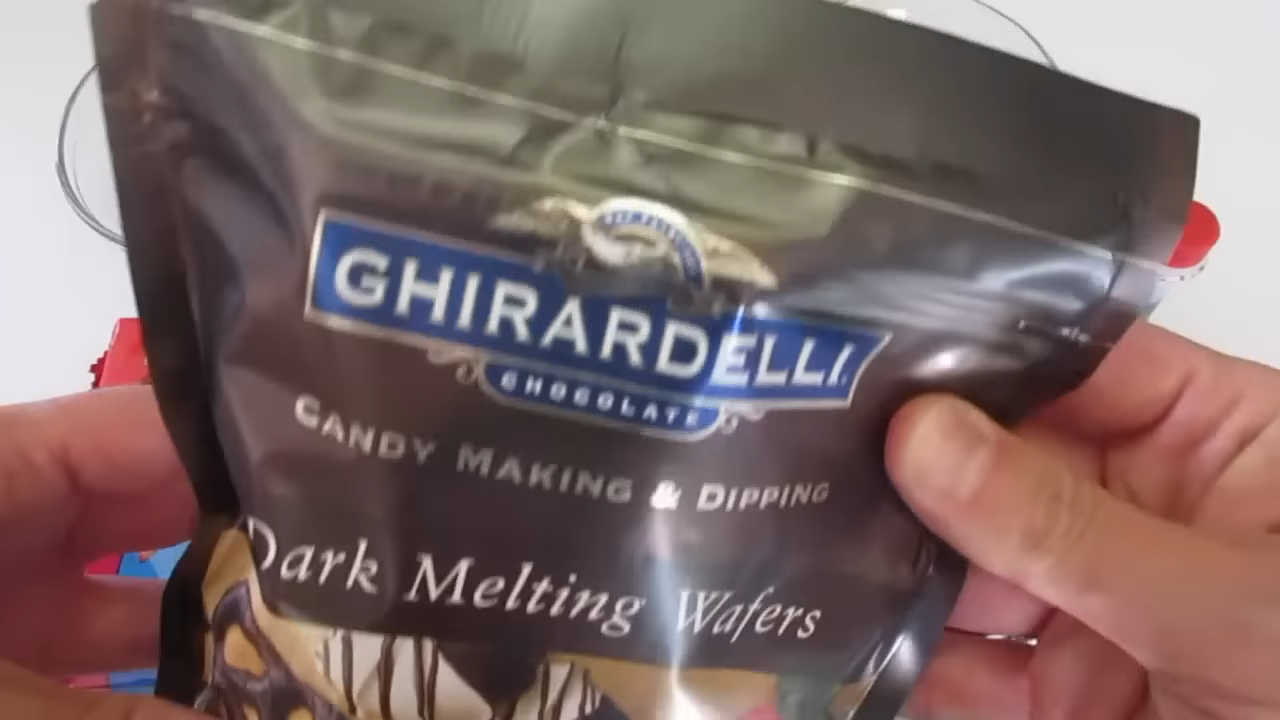 GHIRARDELLI
CHOCOLATE
CANDY MAKING & DIPPING
Dark Melting Wafers